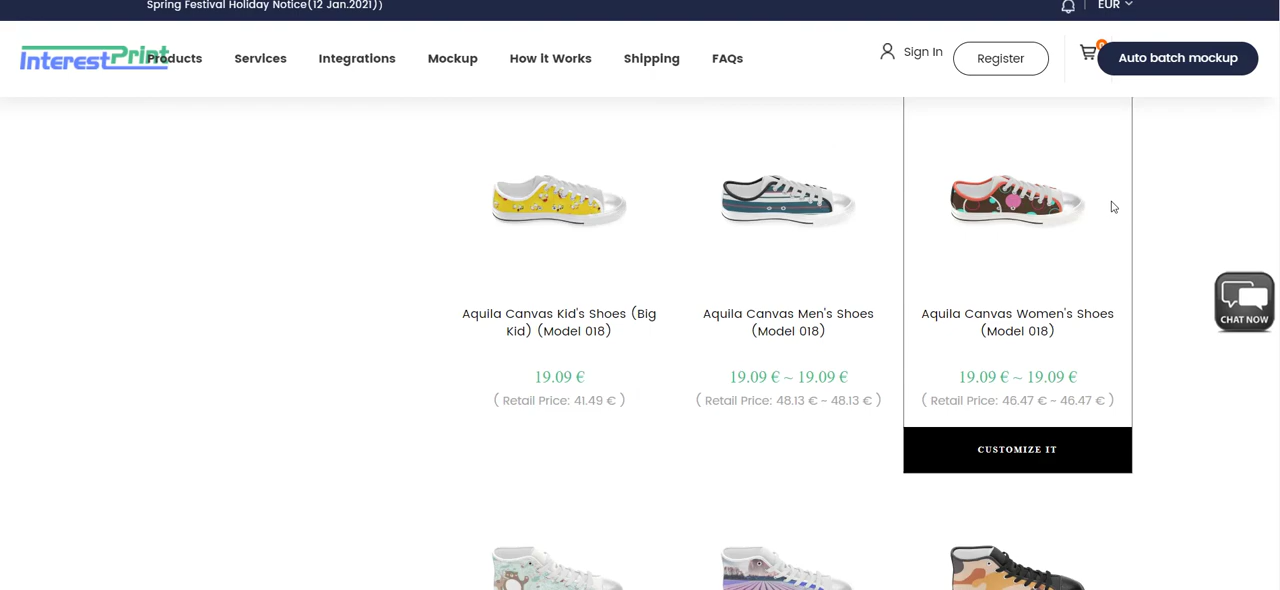 Spring Festival Holiday Notice(12 Jan.2021))
EUR
InterestPrint
Products
Services
Integrations
Mockup
How it Works
Shipping
FAQs
Sign In
Register
0
Auto batch mockup
Aquila Canvas Kid's Shoes (Big
Kid) (Model 018)
19.09 €
( Retail Price: 41.49 € )
Aquila Canvas Men's Shoes
(Model 018)
19.09 € ~ 19.09 €
( Retail Price: 48.13 € ~ 48.13 € )
Aquila Canvas Women's Shoes
(Model 018)
19.09 € ~ 19.09 €
( Retail Price: 46.47 € ~ 46.47 € )
CUSTOMIZE IT
CHAT NOW